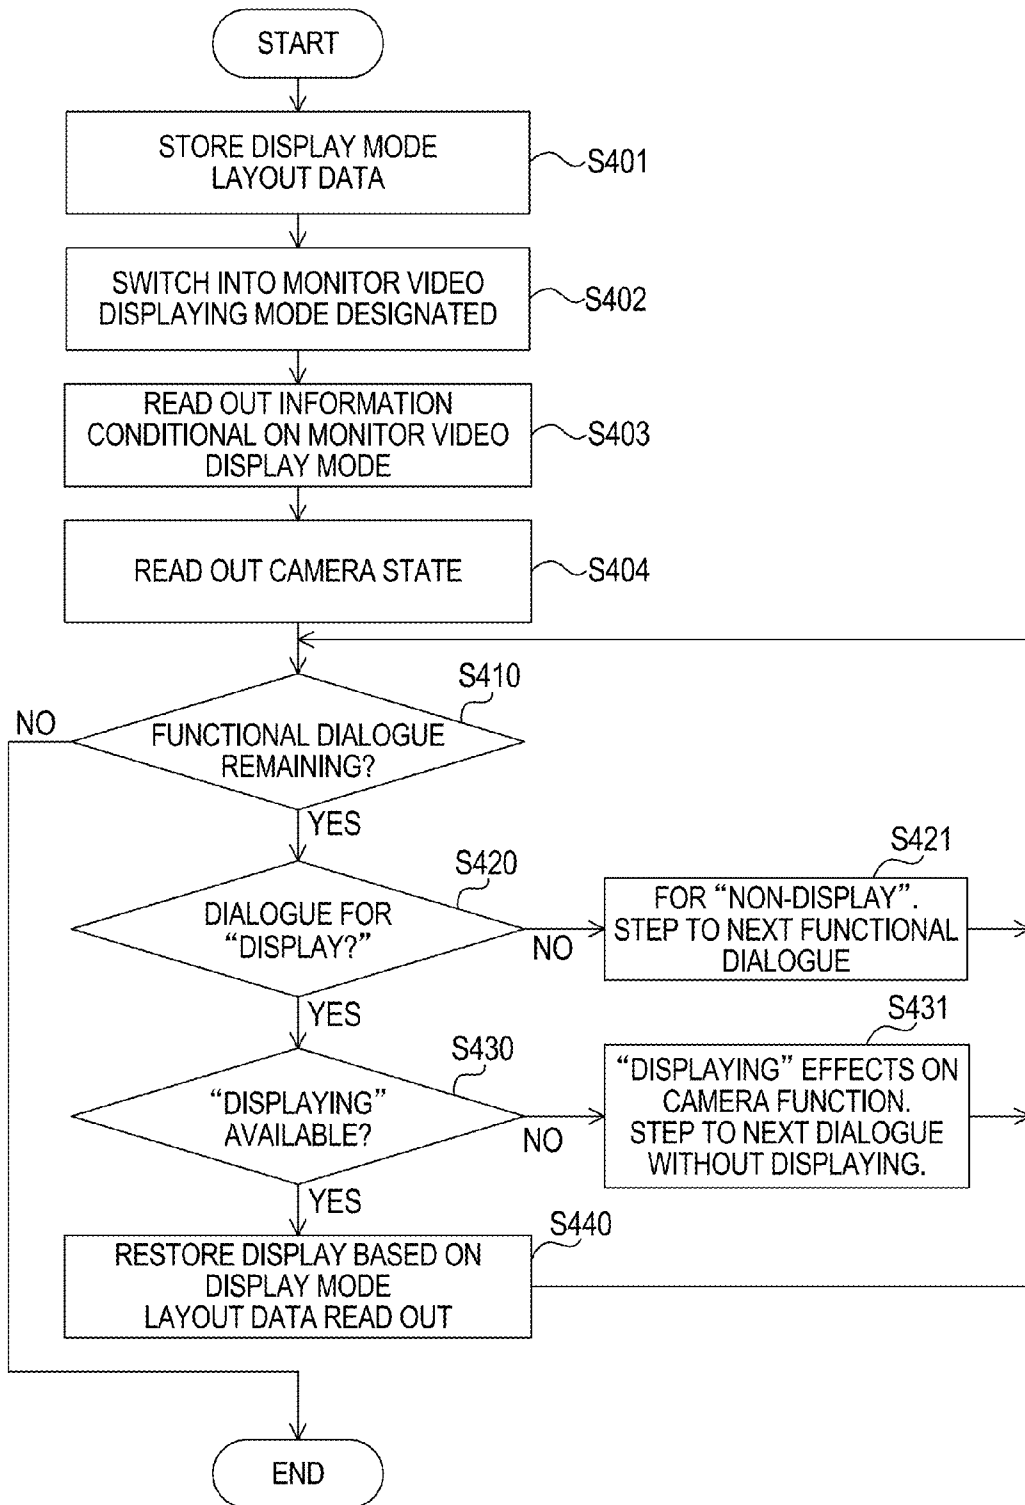 START
STORE DISPLAY MODE
LAYOUT DATA
S401
SWITCH INTO MONITOR VIDEO
DISPLAYING MODE DESIGNATED
S402
READ OUT INFORMATION
CONDITIONAL ON MONITOR VIDEO
DISPLAY MODE
S403
READ OUT CAMERA STATE
S404
S410
NO
FUNCTIONAL DIALOGUE
REMAINING?
YES
S420
DIALOGUE FOR
“DISPLAY?”
NO
S421
FOR “NON-DISPLAY”.
STEP TO NEXT FUNCTIONAL
DIALOGUE
YES
S430
“DISPLAYING”
AVAILABLE?
NO
S431
“DISPLAYING” EFFECTS ON
CAMERA FUNCTION.
STEP TO NEXT DIALOGUE
WITHOUT DISPLAYING.
YES
S440
RESTORE DISPLAY BASED ON
DISPLAY MODE
LAYOUT DATA READ OUT
END